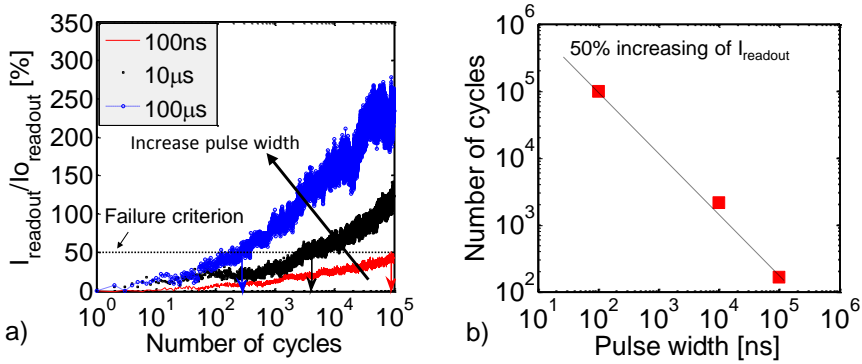 350
300
250
200
150
100
50
0
I_readout/Io_readout [%]
100ns
10μs
100μs
Increase pulse width
Failure criterion
10^0 10^1 10^2 10^3 10^4 10^5
Number of cycles
a)
10^6
10^5
10^4
10^3
10^2
Number of cycles
50% increasing of I_readout
10^1 10^2 10^3 10^4 10^5 10^6
Pulse width [ns]
b)